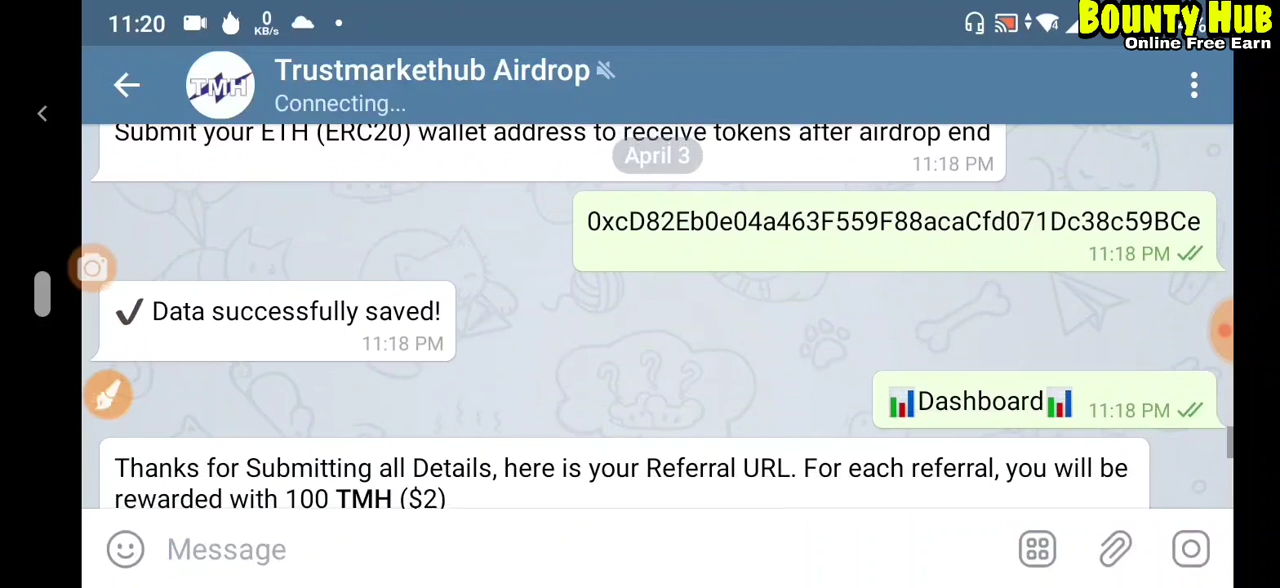 11:20 0 KB/s
BOUNTY HUB
Online Free Earn
TMH
Trustmarkethub Airdrop
Connecting...
Submit your ETH (ERC20) wallet address to receive tokens after airdrop end
11:18 PM
April 3
0xcD82Eb0e04a463F559F88acaCfd071Dc38c59BCe
11:18 PM
✔ Data successfully saved!
11:18 PM
📊Dashboard📊 11:18 PM
Thanks for Submitting all Details, here is your Referral URL. For each referral, you will be
rewarded with 100 TMH ($2)
Message